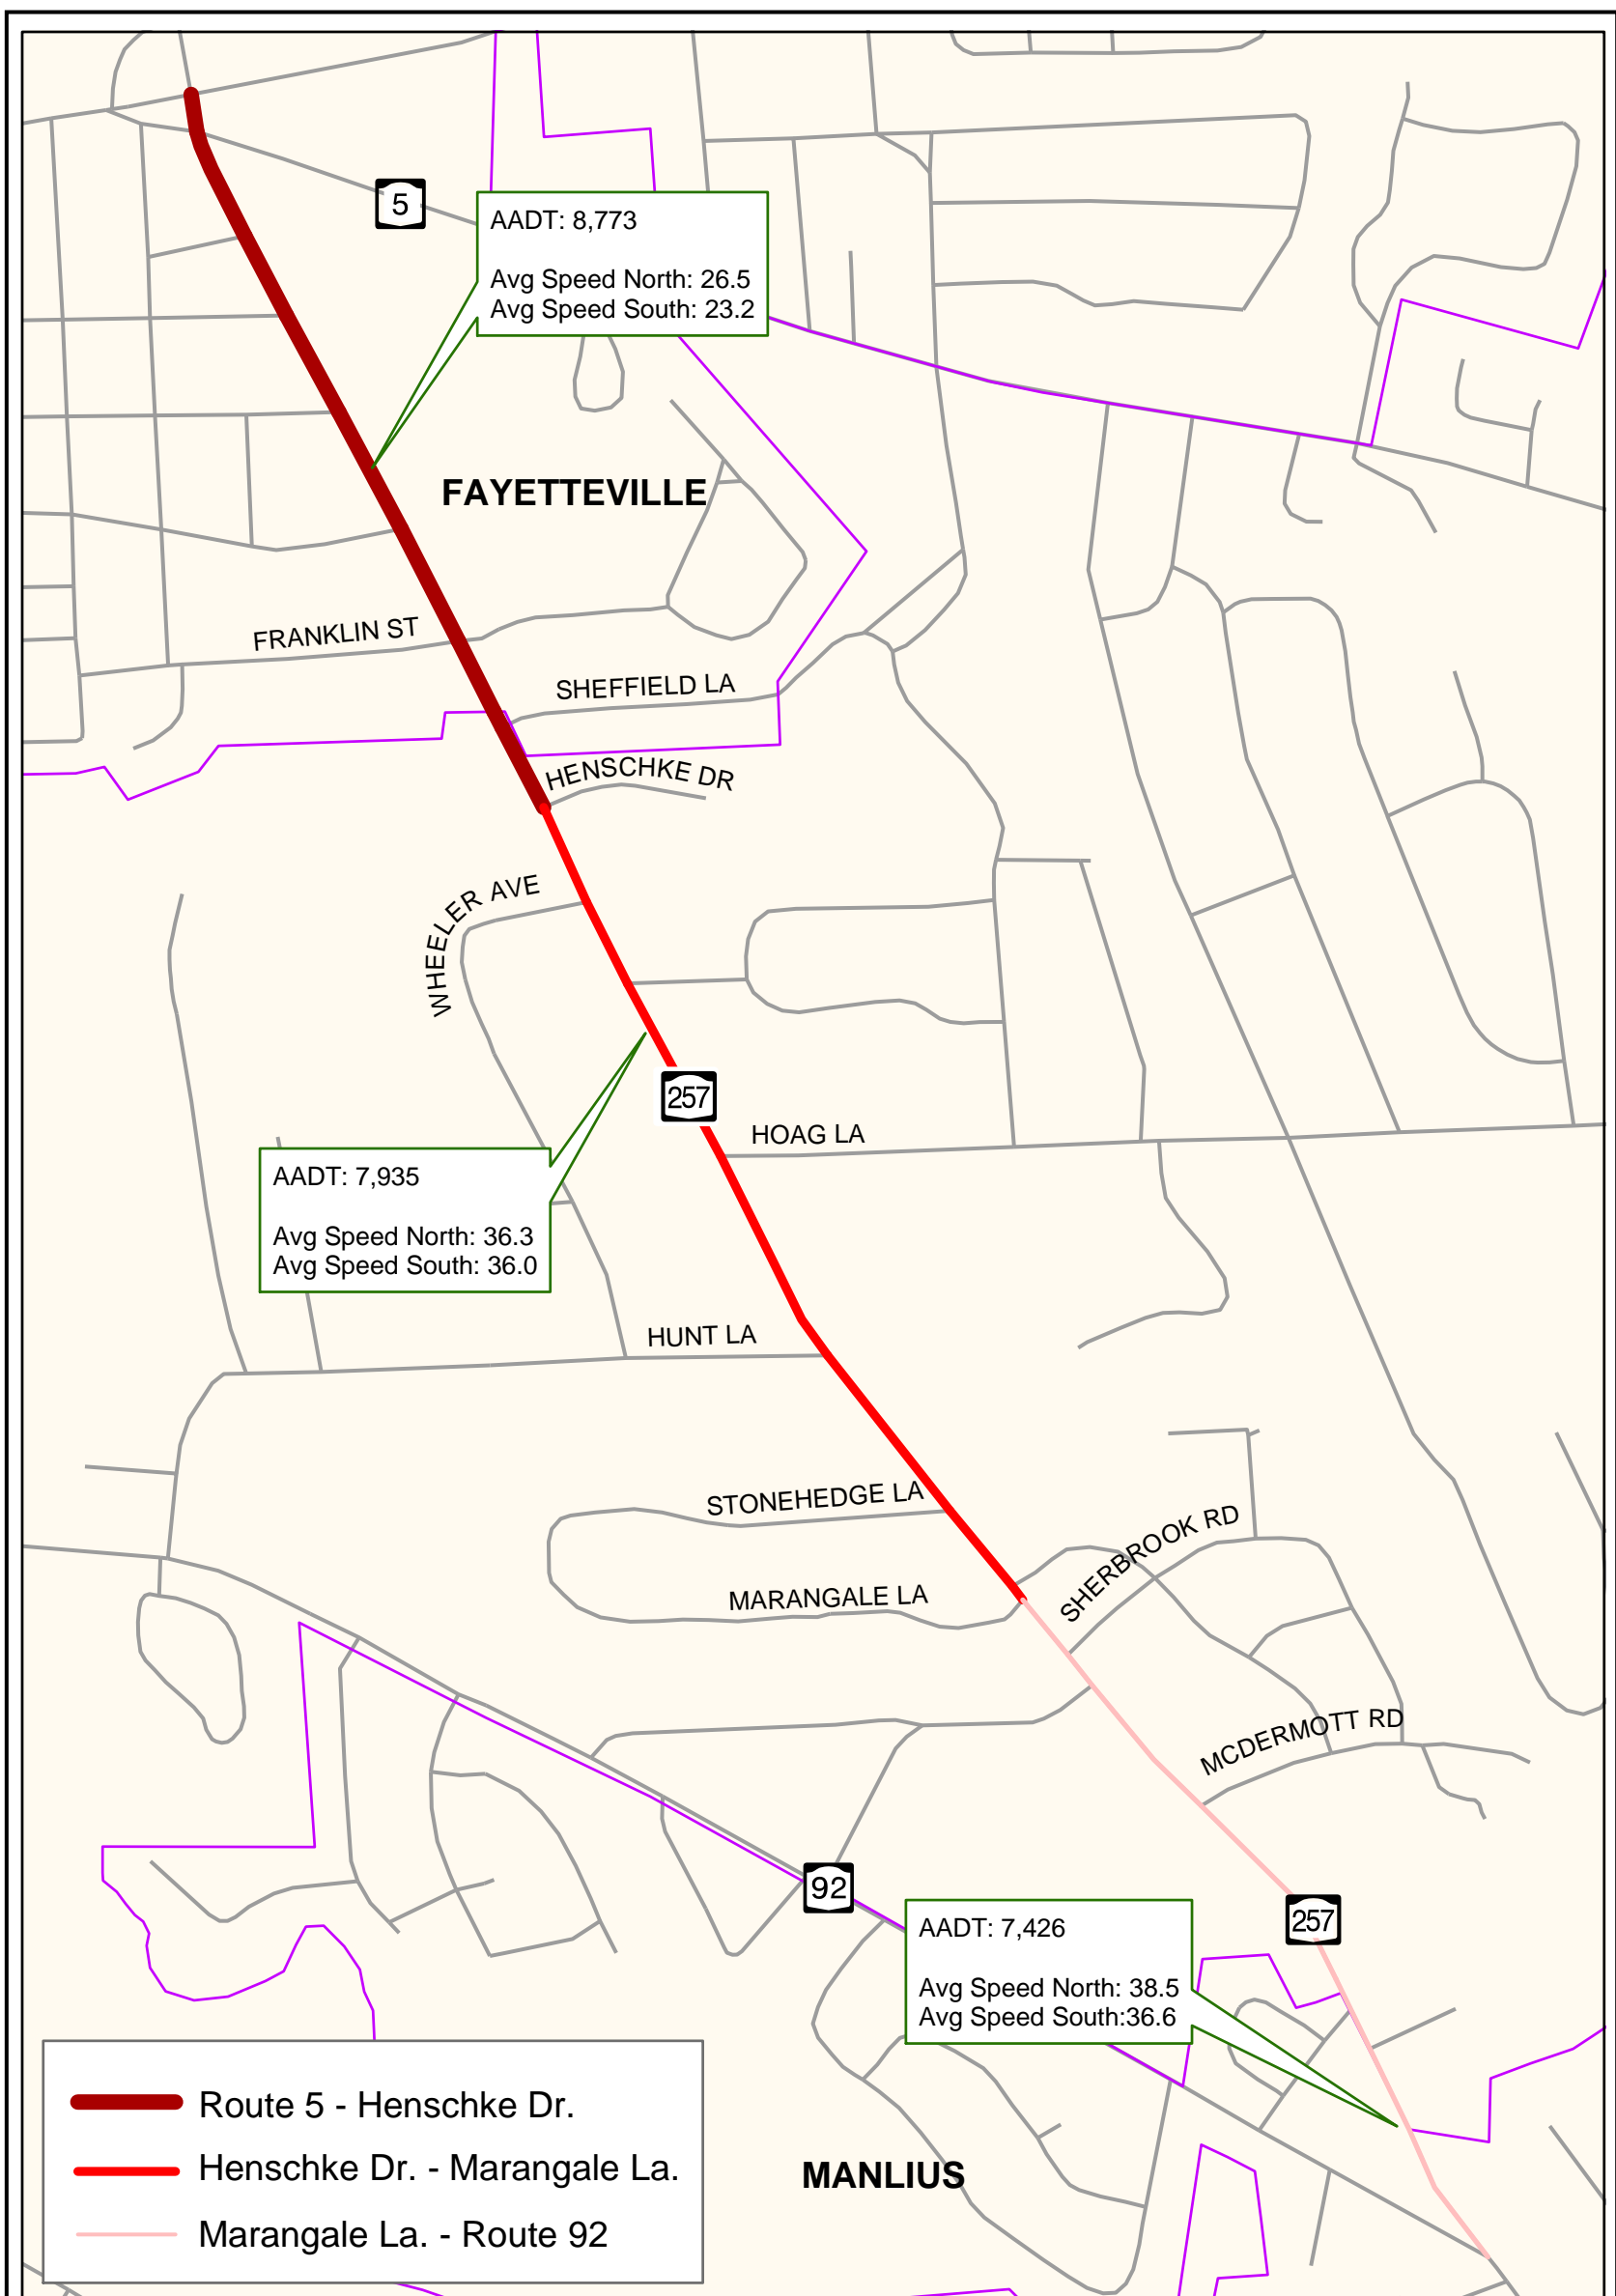 5
AADT: 8,773
Avg Speed North: 26.5
Avg Speed South: 23.2
FAYETTEVILLE
FRANKLIN ST
SHEFFIELD LA
HENSCHKE DR
WHEELER AVE
257
HOAG LA
AADT: 7,935
Avg Speed North: 36.3
Avg Speed South: 36.0
HUNT LA
STONEHEDGE LA
SHERBROOK RD
MARANGALE LA
MCDERMOTT RD
92
257
AADT: 7,426
Avg Speed North: 38.5
Avg Speed South:36.6
MANLIUS
Route 5 - Henschke Dr.
Henschke Dr. - Marangale La.
Marangale La. - Route 92